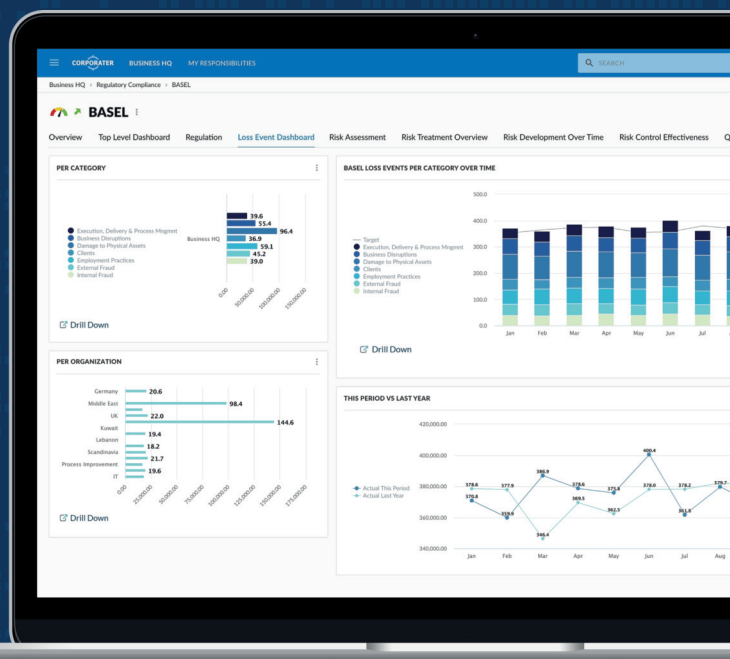 CORPORATER BUSINESS HQ MY RESPONSIBILITIES SEARCH
Business HQ › Regulatory Compliance › BASEL
BASEL
Overview Top Level Dashboard Regulation Loss Event Dashboard Risk Assessment Risk Treatment Overview Risk Development Over Time Risk Control Effectiveness Q
PER CATEGORY
Execution, Delivery & Process Mngmnt
Business Disruptions
Damage to Physical Assets
Clients
Employment Practices
External Fraud
Internal Fraud
Business HQ
39.6
55.4
96.4
36.9
59.1
45.2
39.0
0.00 50,000.00 100,000.00 150,000.00
Drill Down
BASEL LOSS EVENTS PER CATEGORY OVER TIME
Target
Execution, Delivery & Process Mngmnt
Business Disruptions
Damage to Physical Assets
Clients
Employment Practices
External Fraud
Internal Fraud
500.0
400.0
300.0
200.0
100.0
0.0
Jan Feb Mar Apr May Jun Jul
Drill Down
PER ORGANIZATION
Germany 20.6
Middle East 98.4
UK 22.0
144.6
Kuwait
19.4
Lebanon
18.2
Scandinavia
21.7
Process Improvement
19.6
IT
0.00 25,000.00 50,000.00 75,000.00 100,000.00 125,000.00 150,000.00 175,000.00
Drill Down
THIS PERIOD VS LAST YEAR
Actual This Period
Actual Last Year
420,000.00
400,000.00
380,000.00
360,000.00
340,000.00
400.4
386.9
378.6 377.9 378.6 378.0 378.2 379.7
370.8 369.5
359.9 362.5
346.4
Jan Feb Mar Apr May Jun Jul Aug